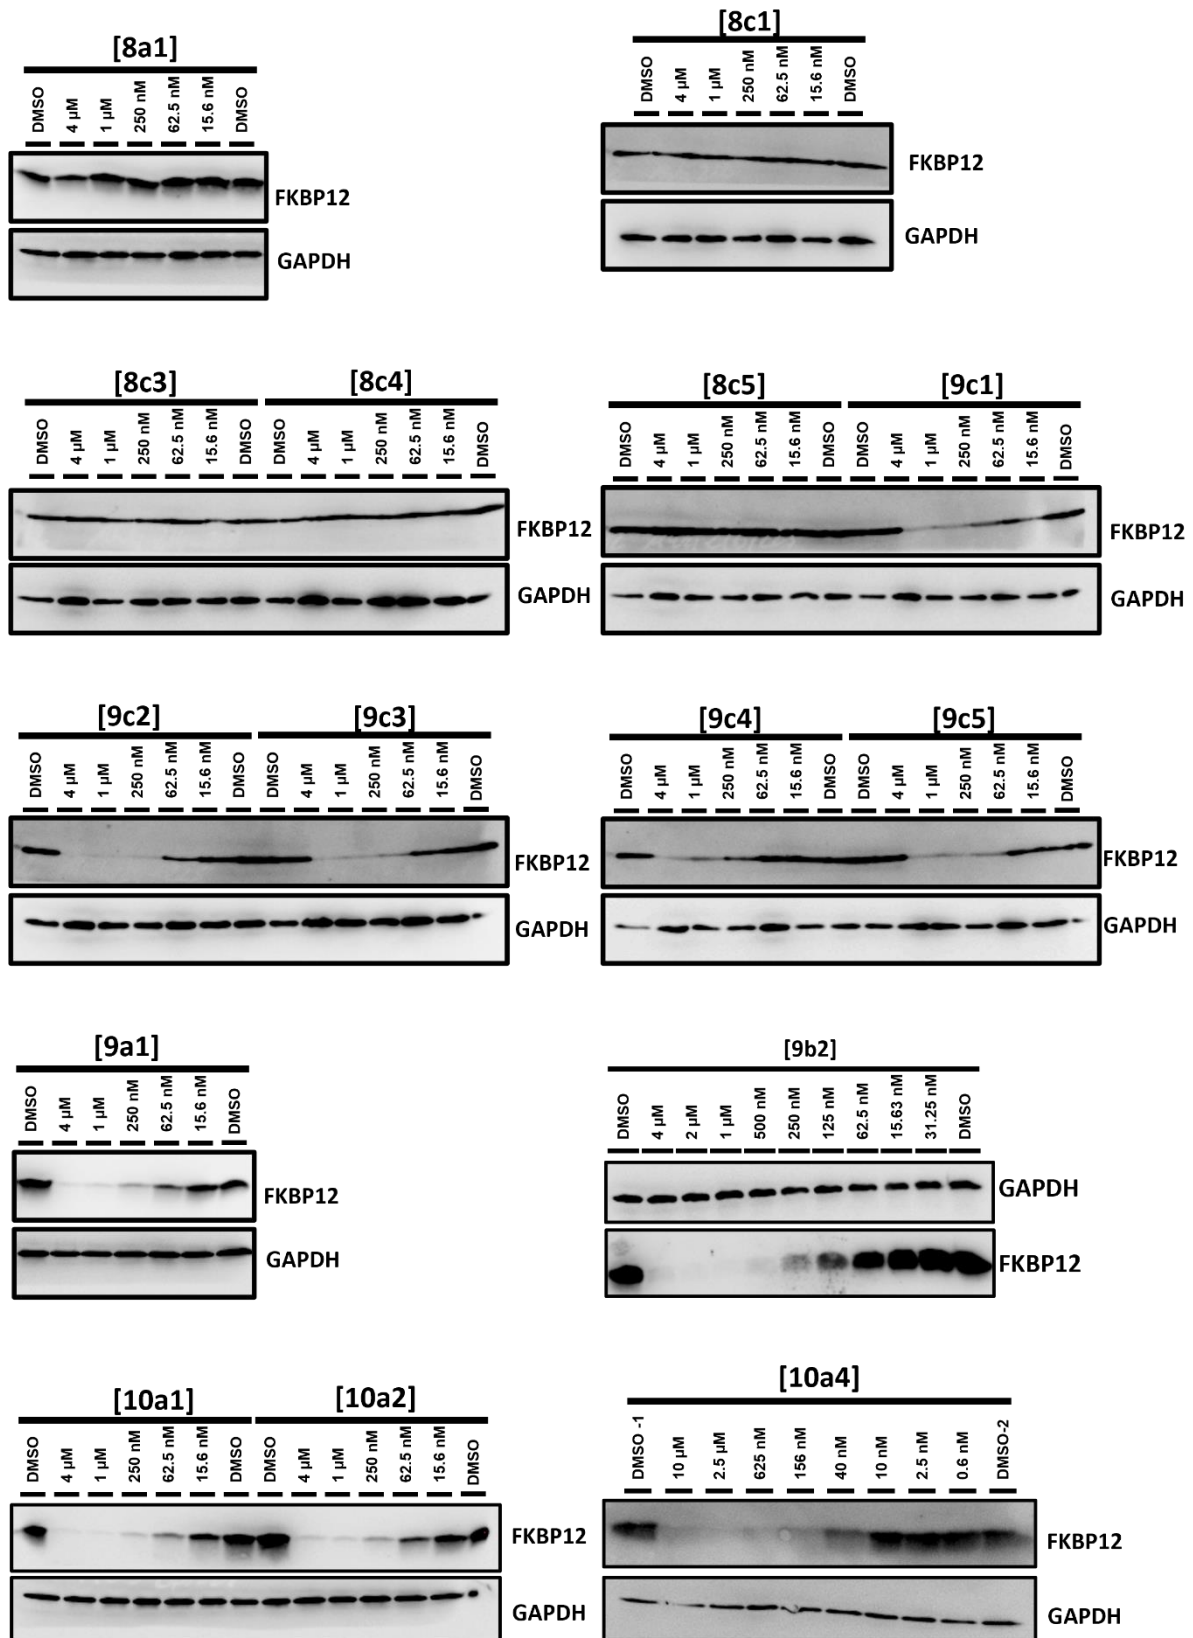 [8a1]
DMSO
4 µM
1 µM
250 nM
62.5 nM
15.6 nM
DMSO
FKBP12
GAPDH
[8c1]
DMSO
4 µM
1 µM
250 nM
62.5 nM
15.6 nM
DMSO
FKBP12
GAPDH
[8c3] [8c4]
DMSO
4 µM
1 µM
250 nM
62.5 nM
15.6 nM
DMSO
DMSO
4 µM
1 µM
250 nM
62.5 nM
15.6 nM
DMSO
FKBP12
GAPDH
[8c5] [9c1]
DMSO
4 µM
1 µM
250 nM
62.5 nM
15.6 nM
DMSO
DMSO
4 µM
1 µM
250 nM
62.5 nM
15.6 nM
DMSO
FKBP12
GAPDH
[9c2] [9c3]
DMSO
4 µM
1 µM
250 nM
62.5 nM
15.6 nM
DMSO
DMSO
4 µM
1 µM
250 nM
62.5 nM
15.6 nM
DMSO
FKBP12
GAPDH
[9c4] [9c5]
DMSO
4 µM
1 µM
250 nM
62.5 nM
15.6 nM
DMSO
DMSO
4 µM
1 µM
250 nM
62.5 nM
15.6 nM
DMSO
FKBP12
GAPDH
[9a1]
DMSO
4 µM
1 µM
250 nM
62.5 nM
15.6 nM
DMSO
FKBP12
GAPDH
[9b2]
DMSO
4 µM
2 µM
1 µM
500 nM
250 nM
125 nM
62.5 nM
15.63 nM
31.25 nM
DMSO
GAPDH
FKBP12
[10a1] [10a2]
DMSO
4 µM
1 µM
250 nM
62.5 nM
15.6 nM
DMSO
DMSO
4 µM
1 µM
250 nM
62.5 nM
15.6 nM
DMSO
FKBP12
GAPDH
[10a4]
DMSO -1
10 µM
2.5 µM
625 nM
156 nM
40 nM
10 nM
2.5 nM
0.6 nM
DMSO-2
FKBP12
GAPDH